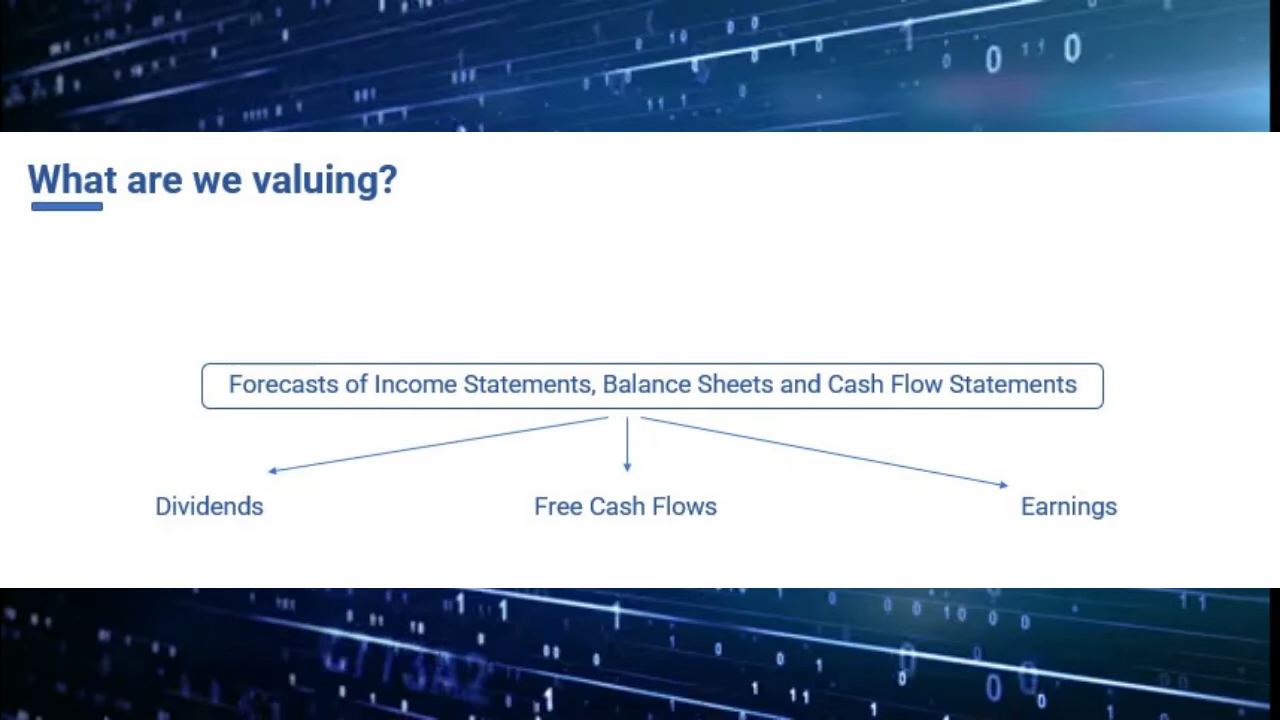 What are we valuing?
Forecasts of Income Statements, Balance Sheets and Cash Flow Statements
Dividends
Free Cash Flows
Earnings